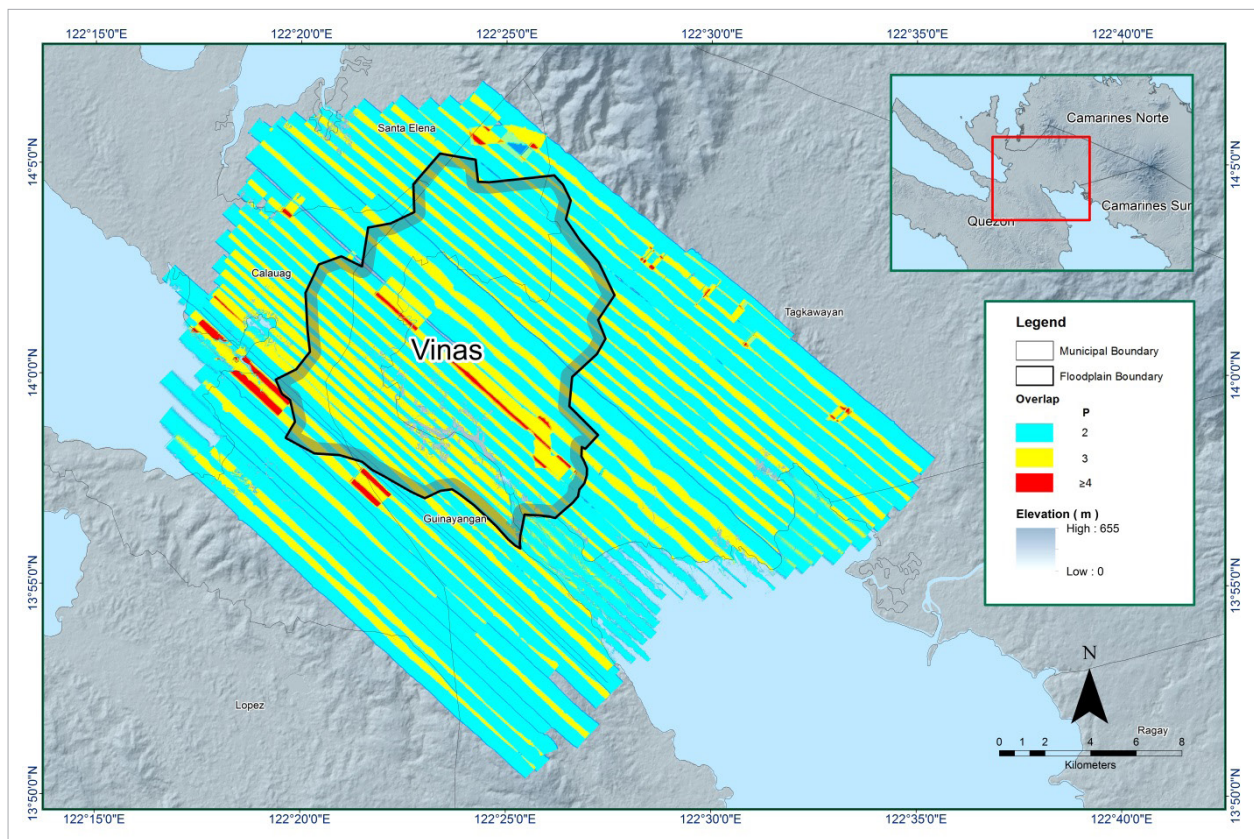 122°15'0"E
122°20'0"E
122°25'0"E
122°30'0"E
122°35'0"E
122°40'0"E
14°5'0"N
14°0'0"N
13°55'0"N
13°50'0"N
14°5'0"N
14°0'0"N
13°55'0"N
13°50'0"N
Santa Elena
Calauag
Tagkawayan
Vinas
Guinayangan
Lopez
Ragay
Camarines Norte
Camarines Sur
Quezon
Legend
Municipal Boundary
Floodplain Boundary
Overlap
P
2
3
≥4
Elevation ( m )
High : 655
Low : 0
N
0 1 2 4 6 8
Kilometers
122°15'0"E
122°20'0"E
122°25'0"E
122°30'0"E
122°35'0"E
122°40'0"E